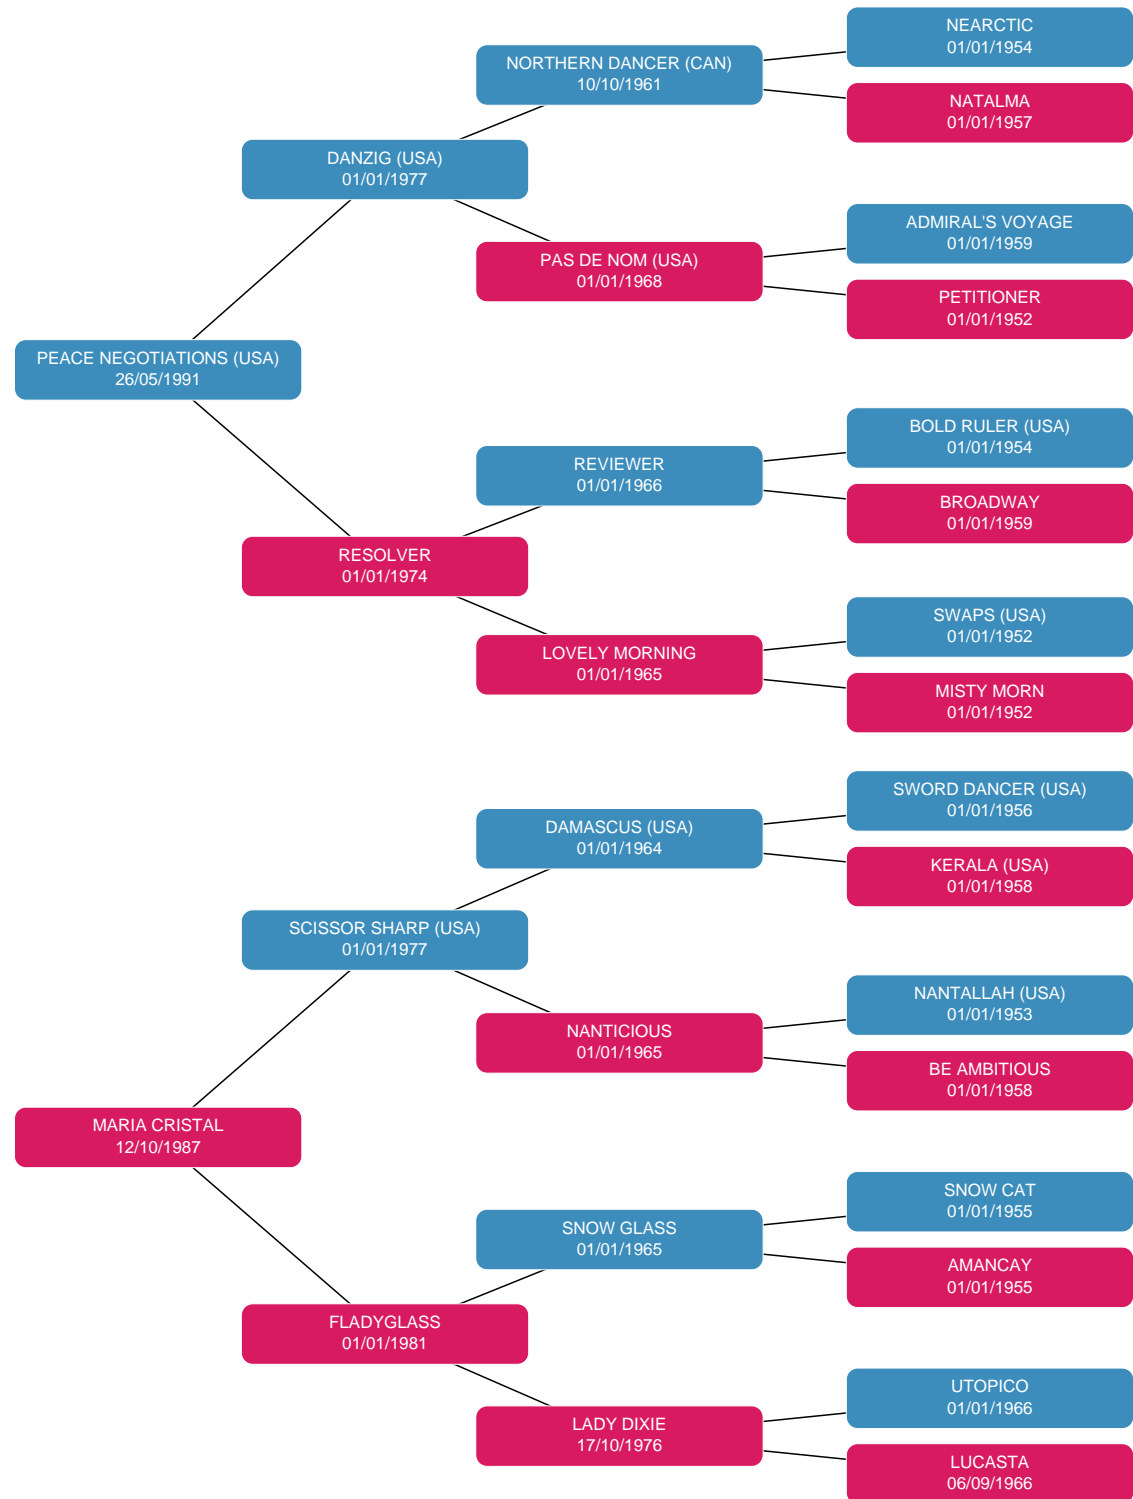 NEARCTIC
01/01/1954
NORTHERN DANCER (CAN)
10/10/1961
NATALMA
01/01/1957
DANZIG (USA)
01/01/1977
ADMIRAL'S VOYAGE
01/01/1959
PAS DE NOM (USA)
01/01/1968
PETITIONER
01/01/1952
PEACE NEGOTIATIONS (USA)
26/05/1991
BOLD RULER (USA)
01/01/1954
REVIEWER
01/01/1966
BROADWAY
01/01/1959
RESOLVER
01/01/1974
SWAPS (USA)
01/01/1952
LOVELY MORNING
01/01/1965
MISTY MORN
01/01/1952
SWORD DANCER (USA)
01/01/1956
DAMASCUS (USA)
01/01/1964
KERALA (USA)
01/01/1958
SCISSOR SHARP (USA)
01/01/1977
NANTALLAH (USA)
01/01/1953
NANTICIOUS
01/01/1965
BE AMBITIOUS
01/01/1958
MARIA CRISTAL
12/10/1987
SNOW CAT
01/01/1955
SNOW GLASS
01/01/1965
AMANCAY
01/01/1955
FLADYGLASS
01/01/1981
UTOPICO
01/01/1966
LADY DIXIE
17/10/1976
LUCASTA
06/09/1966